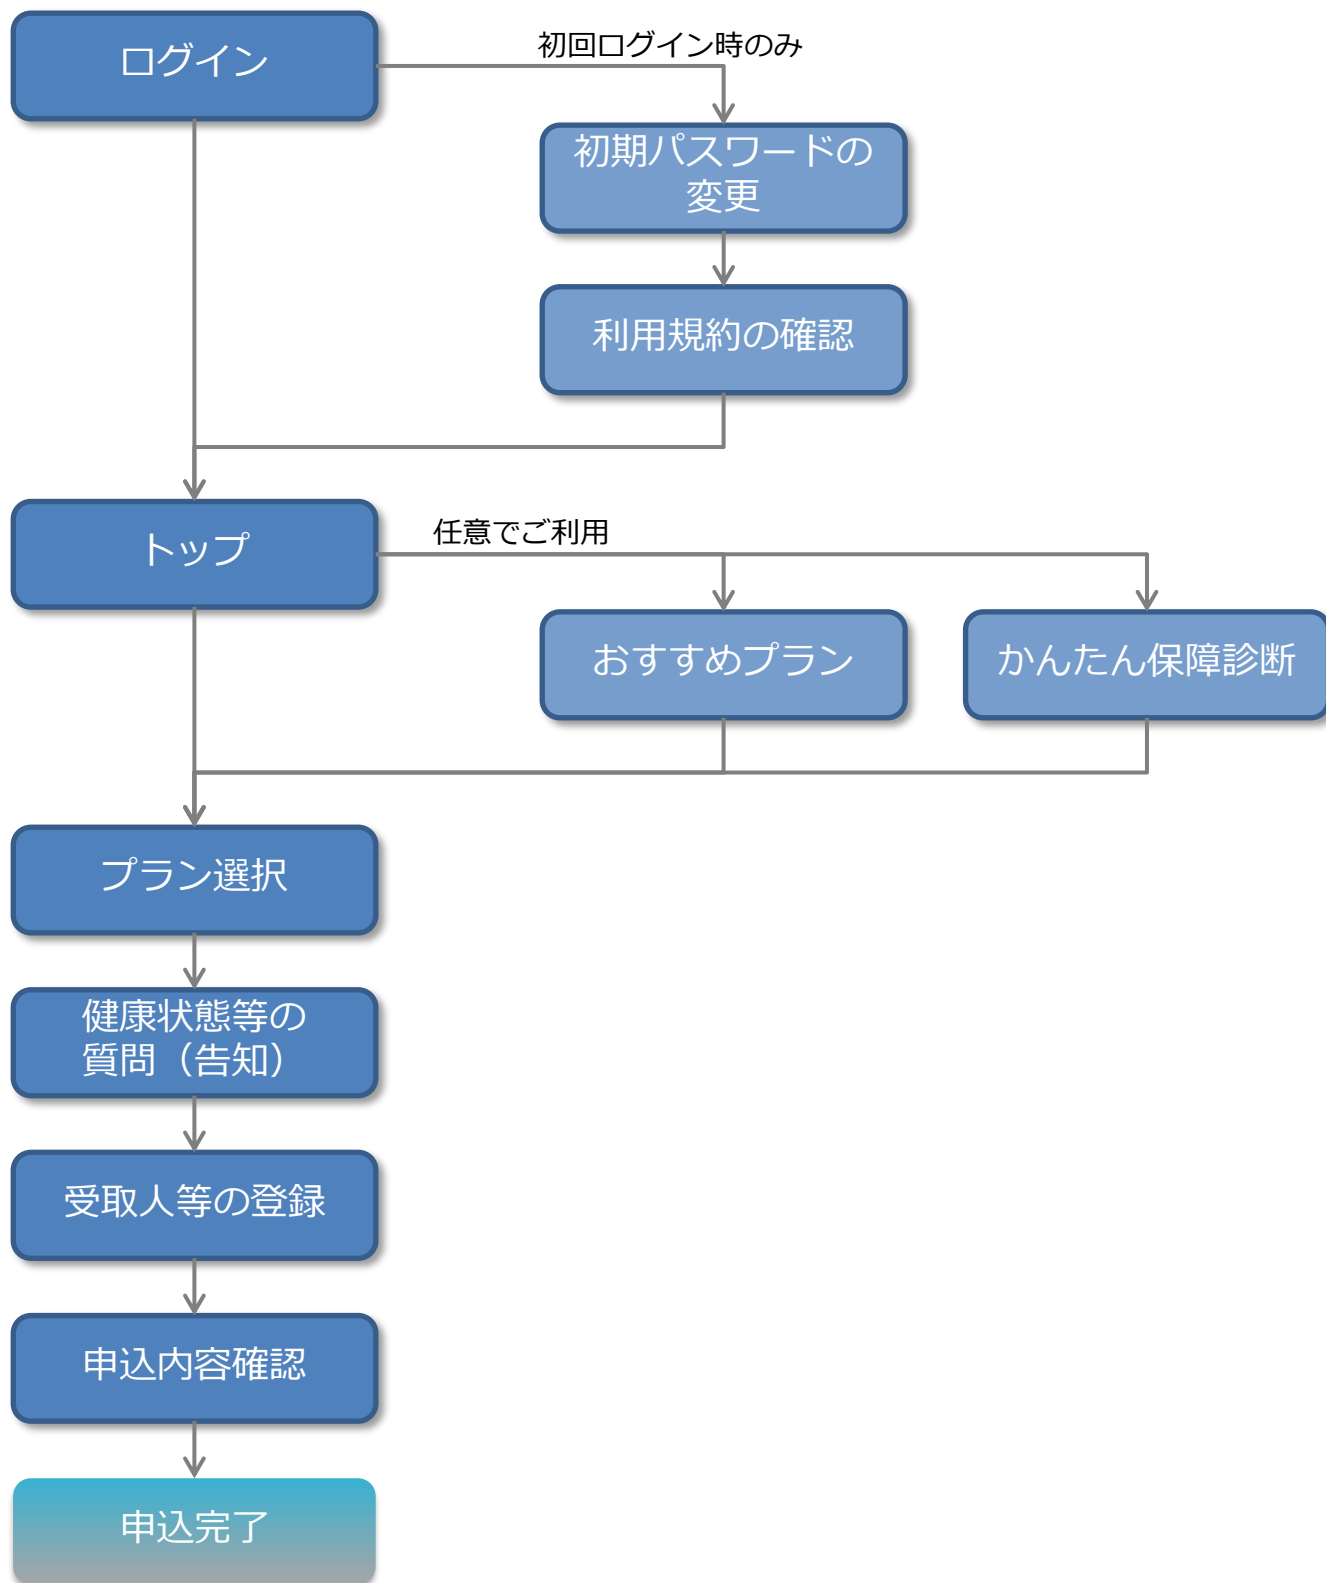 ログイン
初回ログイン時のみ
初期パスワードの
変更
利用規約の確認
トップ
任意でご利用
おすすめプラン
かんたん保障診断
プラン選択
健康状態等の
質問（告知）
受取人等の登録
申込内容確認
申込完了